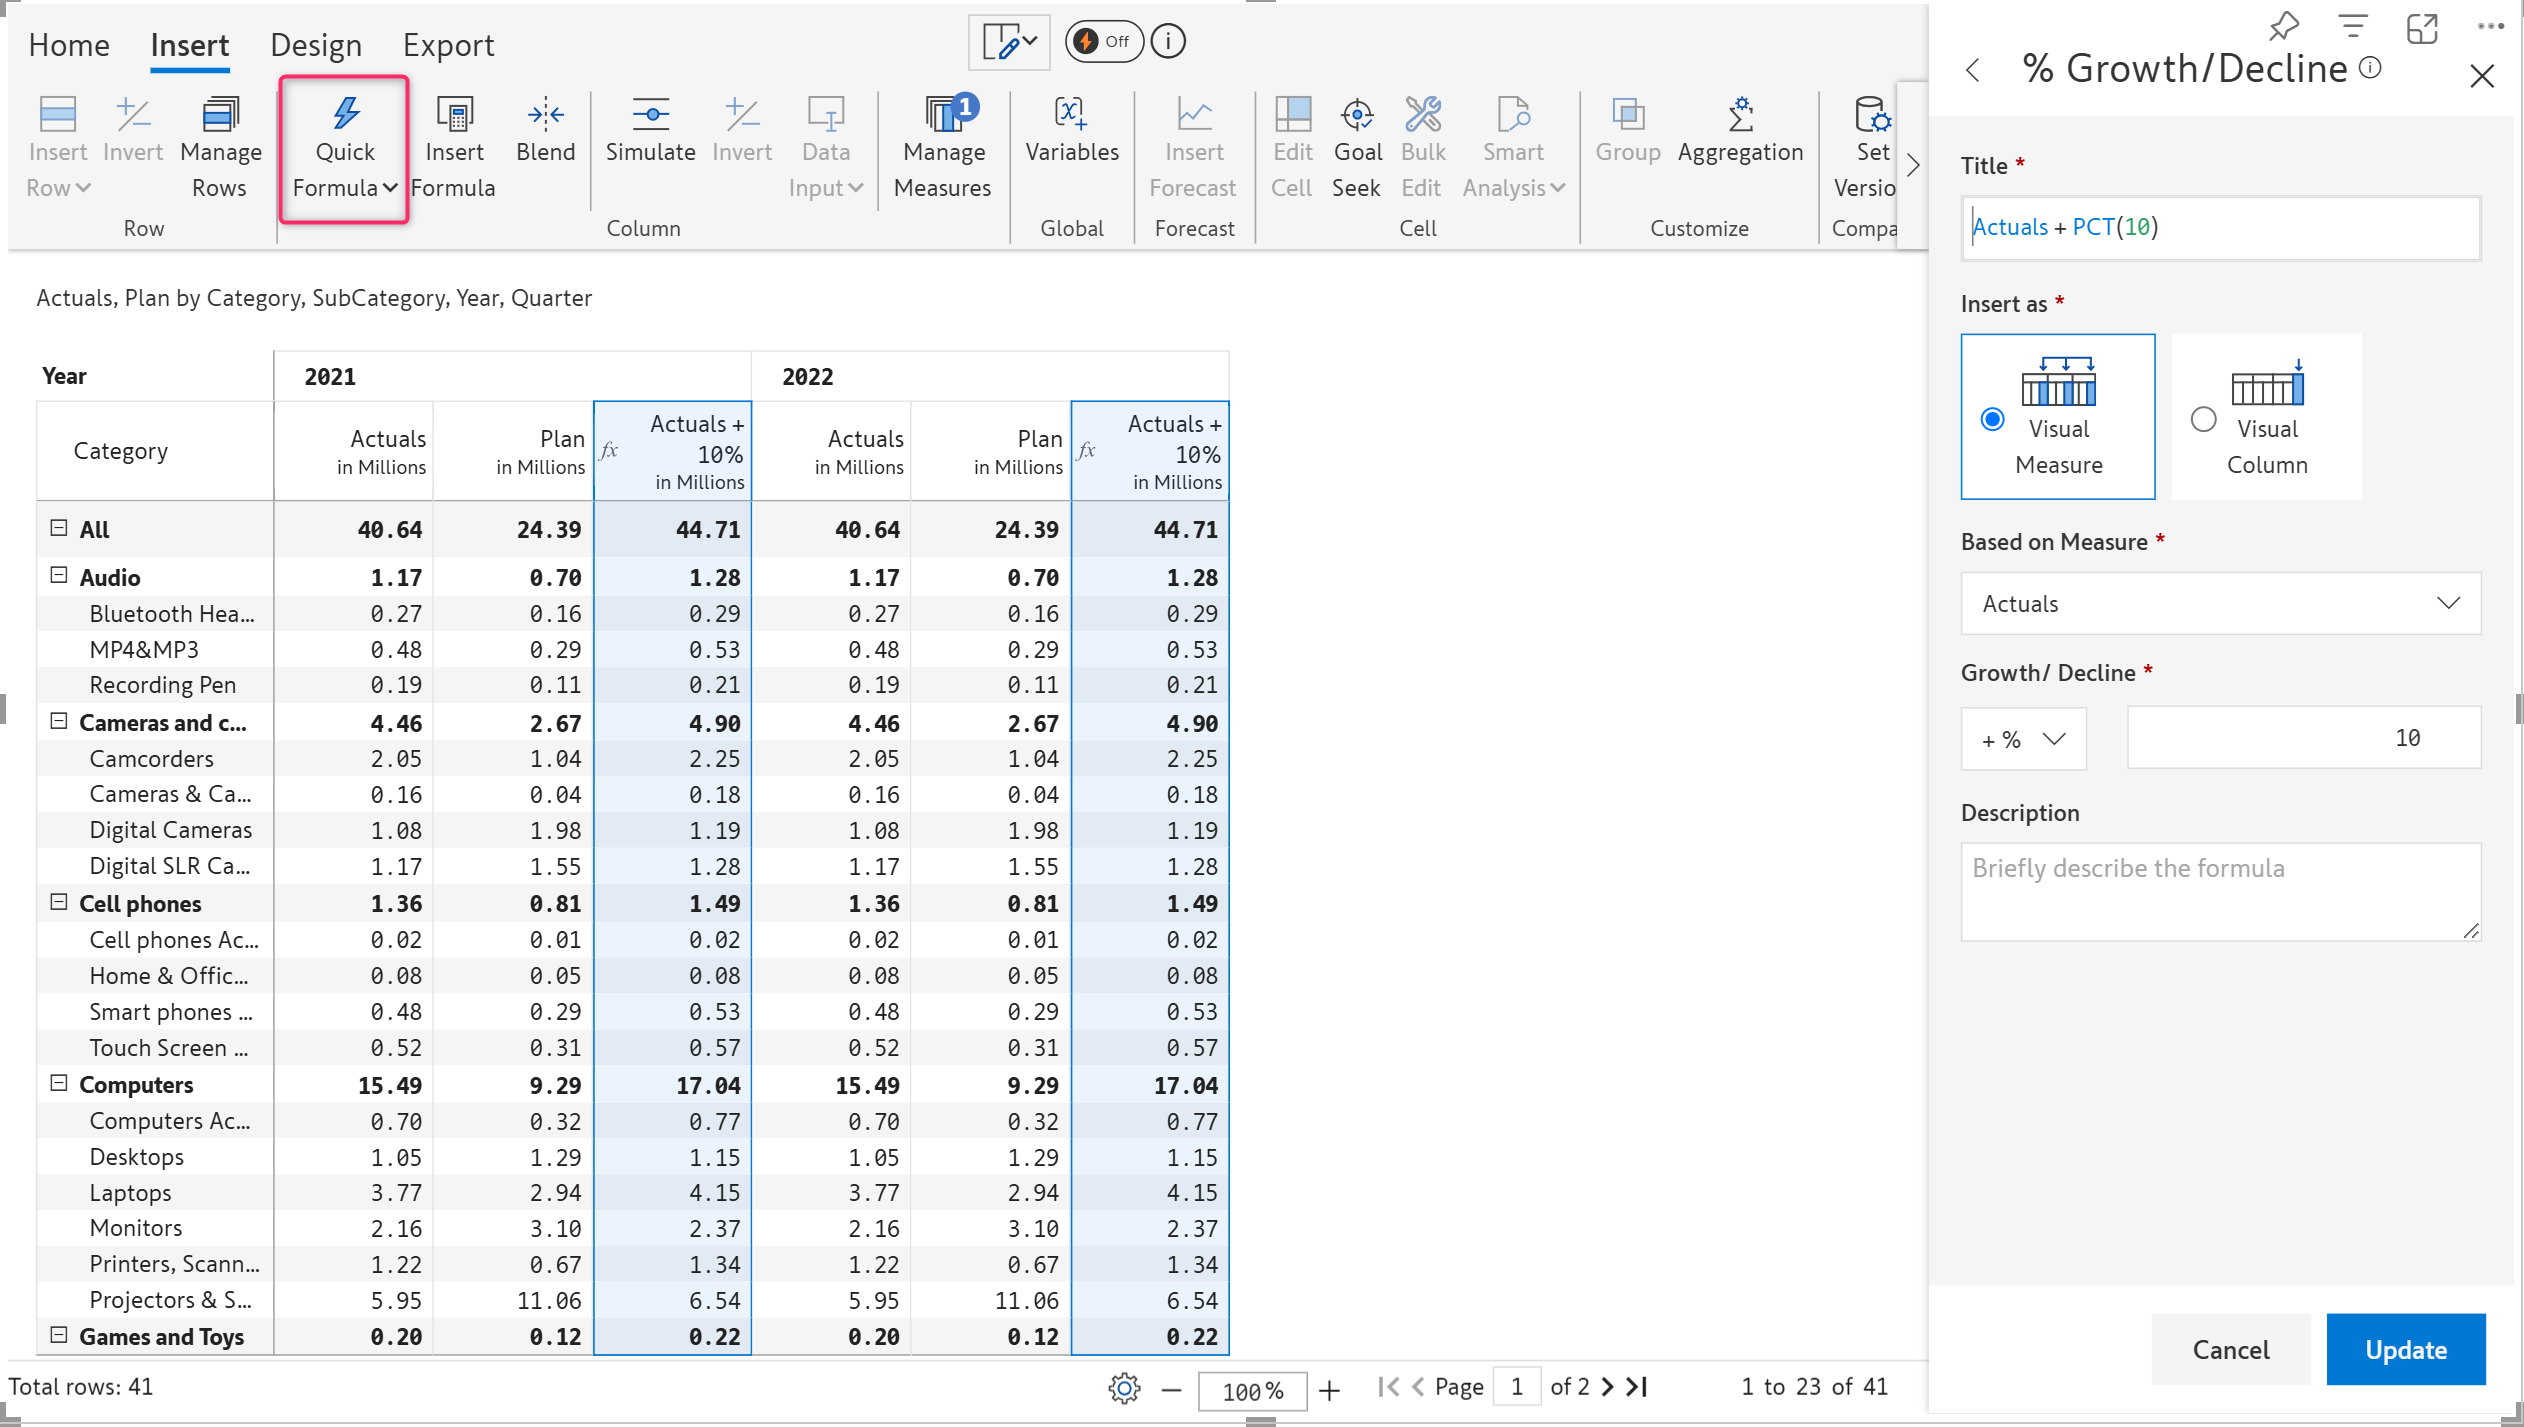 Home Insert Design Export Off
1
Insert Row Invert Manage Rows Quick Formula Insert Formula Blend Simulate Invert Data Input Manage Measures Variables Insert Forecast Edit Cell Goal Seek Bulk Edit Smart Analysis Group Aggregation Set Versio
Row Column Global Forecast Cell Customize Compa
Actuals, Plan by Category, SubCategory, Year, Quarter
Year 2021 2022
Category Actuals in Millions Plan in Millions fx Actuals + 10% in Millions Actuals in Millions Plan in Millions fx Actuals + 10% in Millions
All 40.64 24.39 44.71 40.64 24.39 44.71
Audio 1.17 0.70 1.28 1.17 0.70 1.28
Bluetooth Hea... 0.27 0.16 0.29 0.27 0.16 0.29
MP4&MP3 0.48 0.29 0.53 0.48 0.29 0.53
Recording Pen 0.19 0.11 0.21 0.19 0.11 0.21
Cameras and c... 4.46 2.67 4.90 4.46 2.67 4.90
Camcorders 2.05 1.04 2.25 2.05 1.04 2.25
Cameras & Ca... 0.16 0.04 0.18 0.16 0.04 0.18
Digital Cameras 1.08 1.98 1.19 1.08 1.98 1.19
Digital SLR Ca... 1.17 1.55 1.28 1.17 1.55 1.28
Cell phones 1.36 0.81 1.49 1.36 0.81 1.49
Cell phones Ac... 0.02 0.01 0.02 0.02 0.01 0.02
Home & Offic... 0.08 0.05 0.08 0.08 0.05 0.08
Smart phones ... 0.48 0.29 0.53 0.48 0.29 0.53
Touch Screen ... 0.52 0.31 0.57 0.52 0.31 0.57
Computers 15.49 9.29 17.04 15.49 9.29 17.04
Computers Ac... 0.70 0.32 0.77 0.70 0.32 0.77
Desktops 1.05 1.29 1.15 1.05 1.29 1.15
Laptops 3.77 2.94 4.15 3.77 2.94 4.15
Monitors 2.16 3.10 2.37 2.16 3.10 2.37
Printers, Scann... 1.22 0.67 1.34 1.22 0.67 1.34
Projectors & S... 5.95 11.06 6.54 5.95 11.06 6.54
Games and Toys 0.20 0.12 0.22 0.20 0.12 0.22
Total rows: 41 100% Page 1 of 2 1 to 23 of 41
% Growth/Decline
Title *
Actuals + PCT(10)
Insert as *
Visual Measure Visual Column
Based on Measure *
Actuals
Growth/ Decline *
+ % 10
Description
Briefly describe the formula
Cancel Update